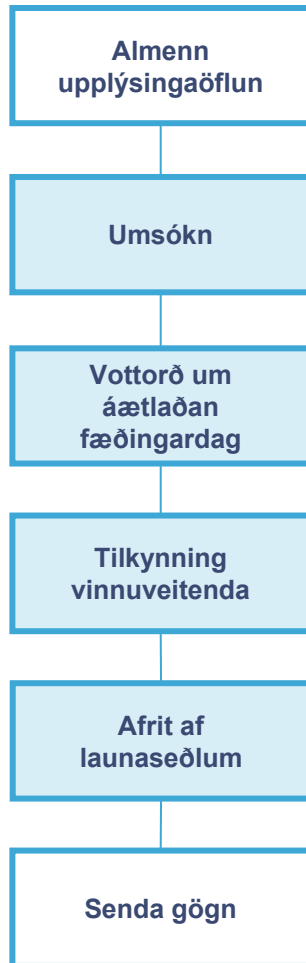 Almenn
upplýsingaöflun
Umsókn
Vottorð um
áætlaðan
fæðingardag
Tilkynning
vinnuveitenda
Afrit af
launaseðlum
Senda gögn